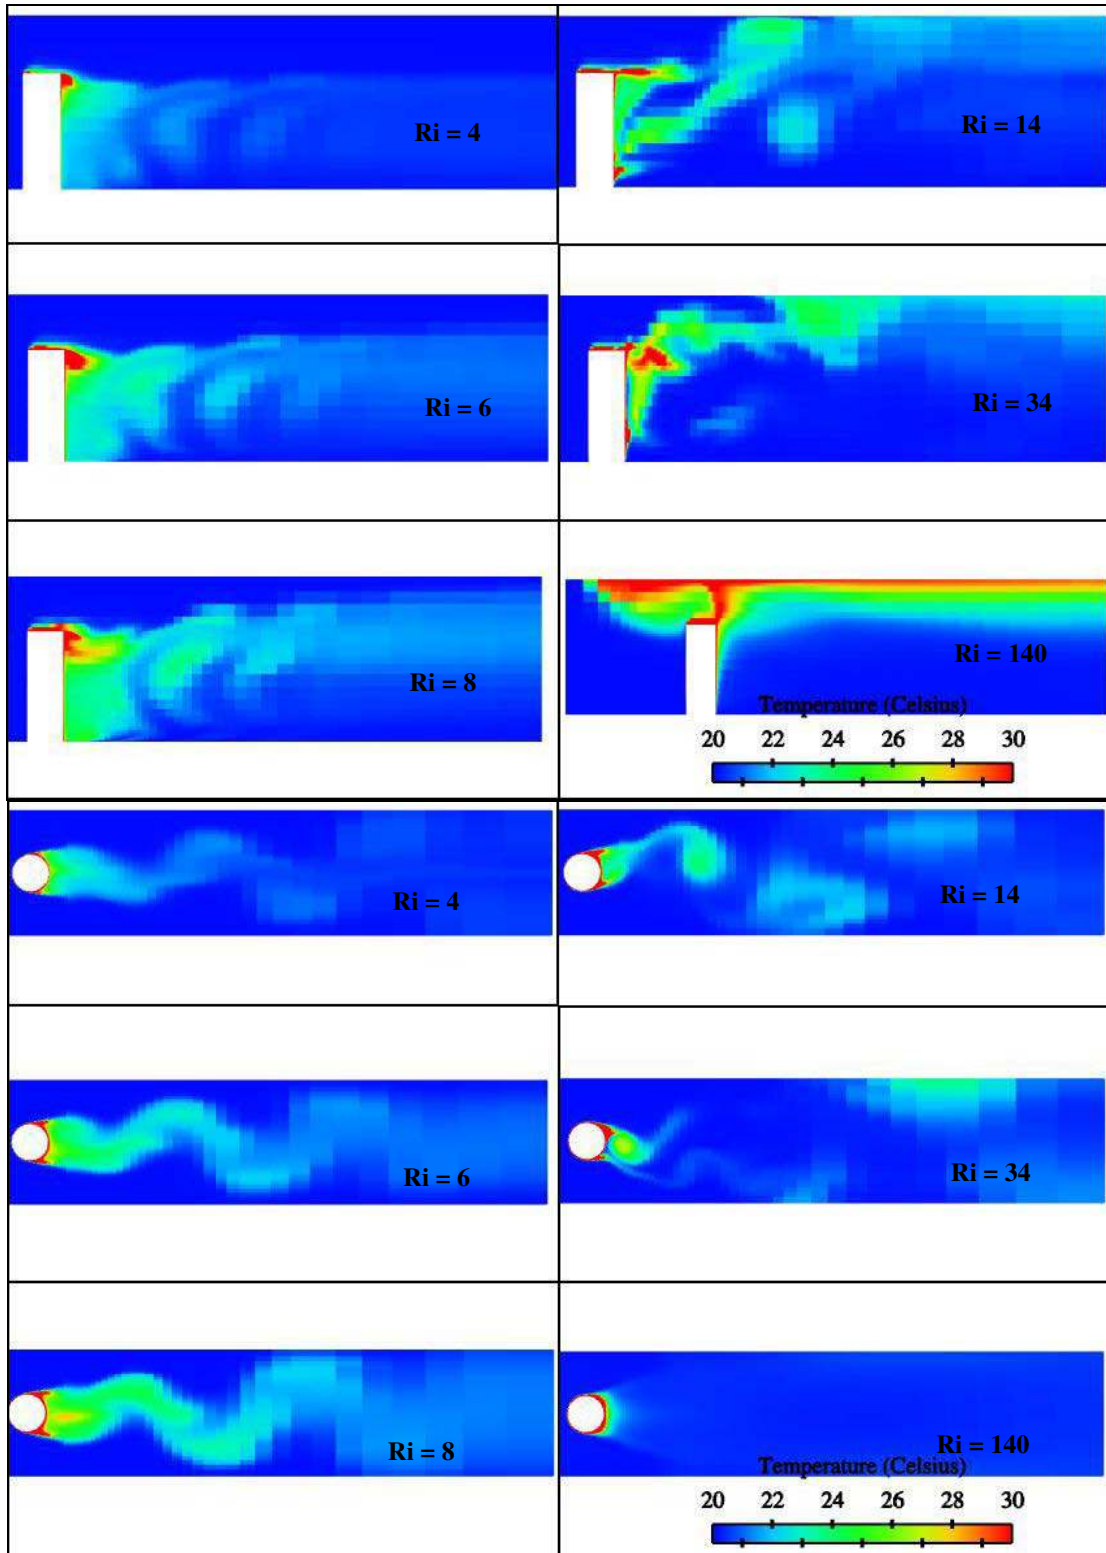 Ri = 4
Ri = 14
Ri = 6
Ri = 34
Ri = 8
Ri = 140
Temperature (Celsius)
20 22 24 26 28 30
Ri = 4
Ri = 14
Ri = 6
Ri = 34
Ri = 8
Ri = 140
Temperature (Celsius)
20 22 24 26 28 30